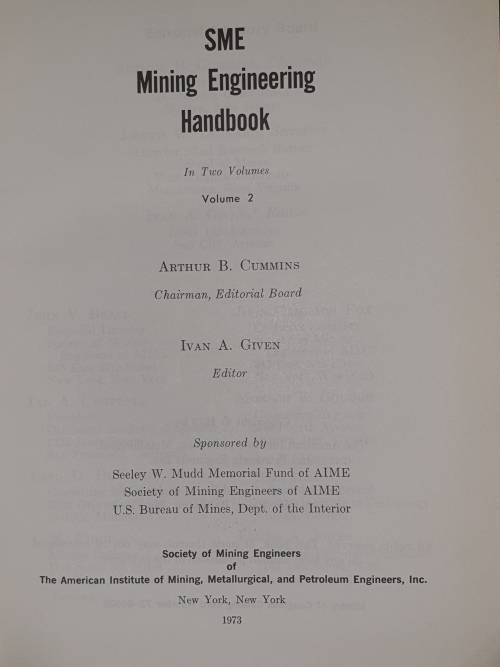 SME
Mining Engineering
Handbook
In Two Volumes
Volume 2
ARTHUR B. CUMMINS
Chairman, Editorial Board
IVAN A. GIVEN
Editor
Sponsored by
Seeley W. Mudd Memorial Fund of AIME
Society of Mining Engineers of AIME
U.S. Bureau of Mines, Dept. of the Interior
Society of Mining Engineers
of
The American Institute of Mining, Metallurgical, and Petroleum Engineers, Inc.
New York, New York
1973